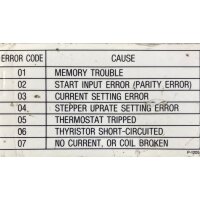 ERROR CODE CAUSE
01 MEMORY TROUBLE
02 START INPUT ERROR (PARITY ERROR)
03 CURRENT SETTING ERROR
04 STEPPER UPRATE SETTING ERROR
05 THERMOSTAT TRIPPED
06 THYRISTOR SHORT-CIRCUITED
07 NO CURRENT, OR COIL BROKEN